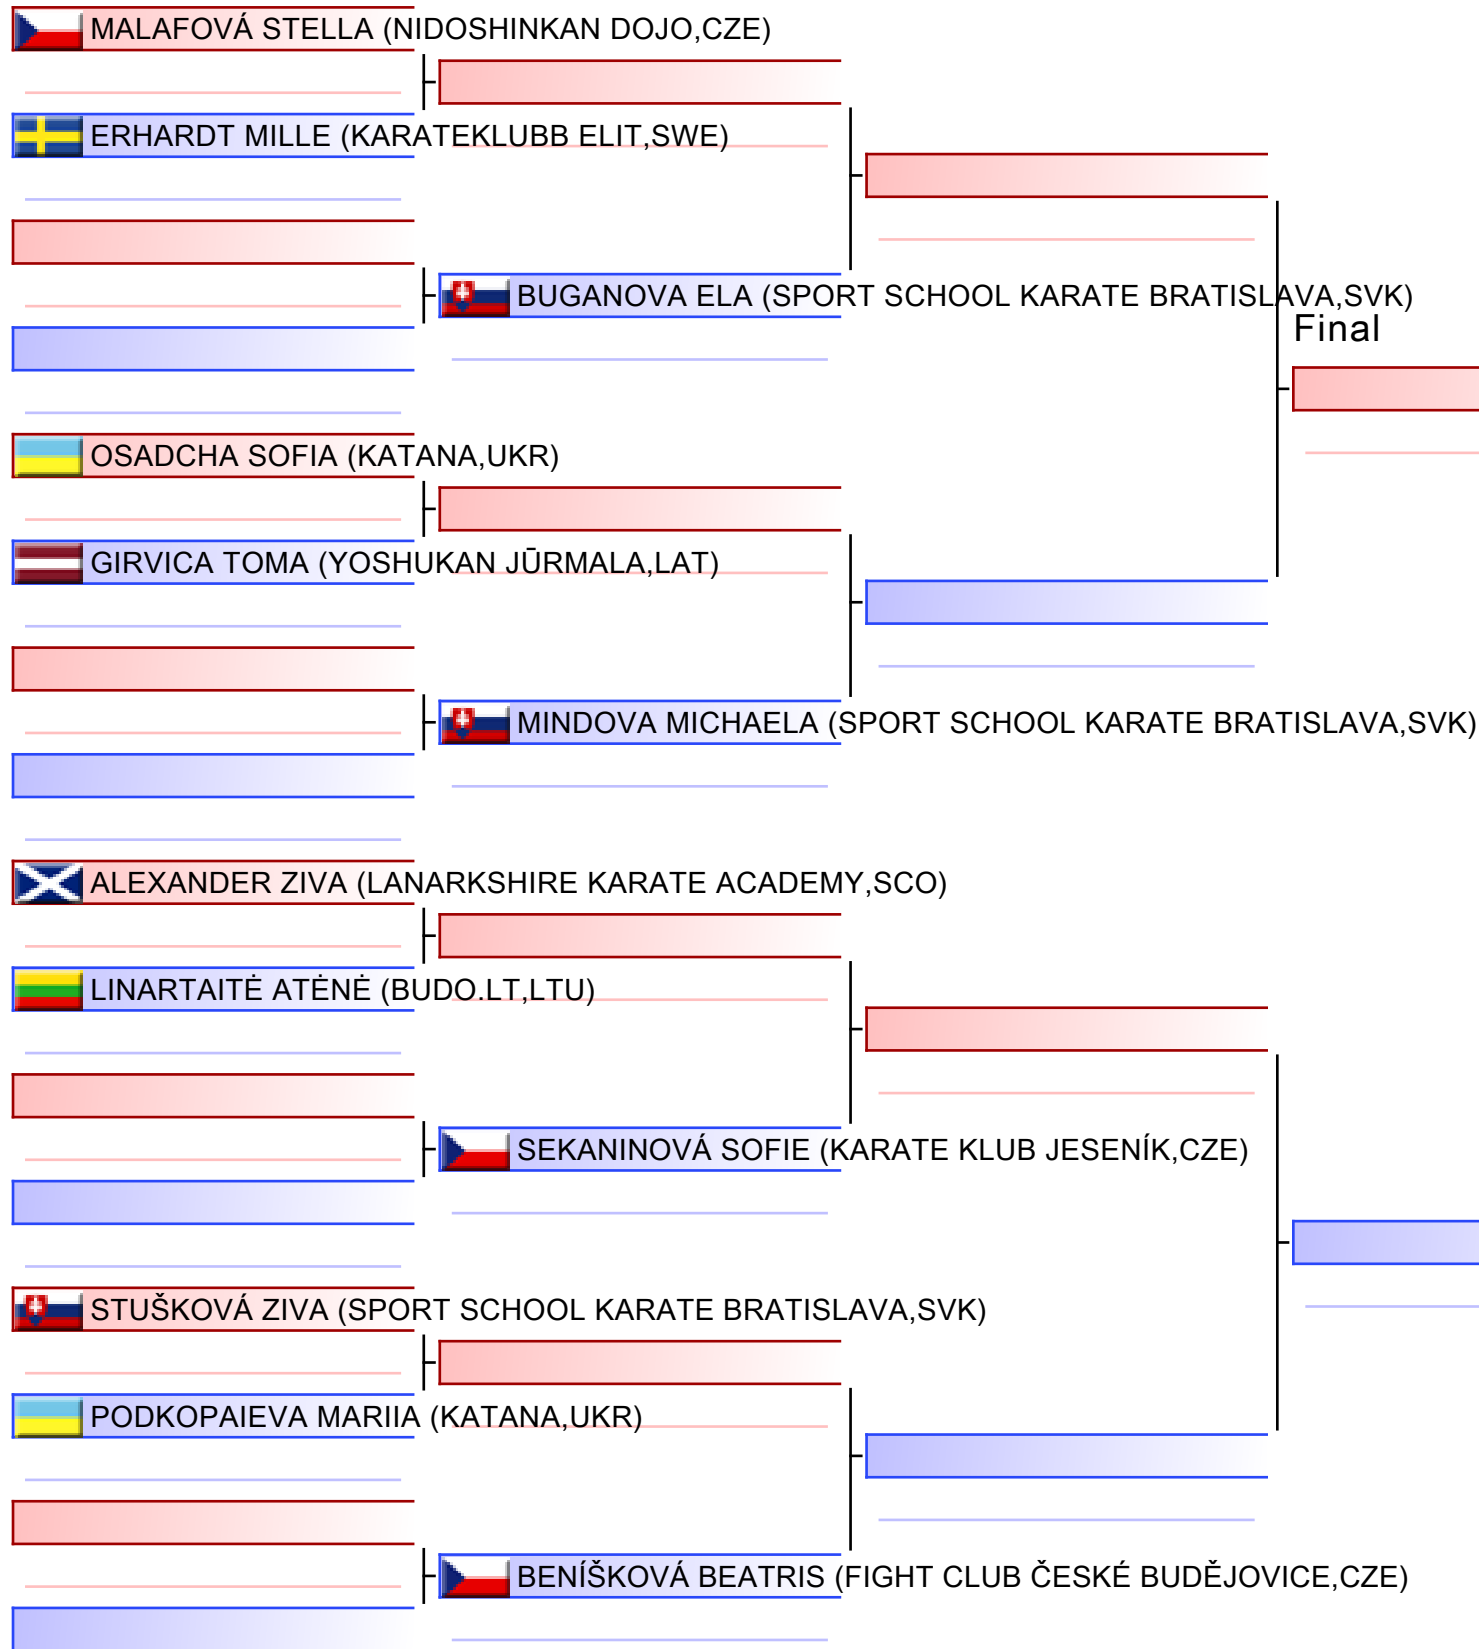 MALAFOVÁ STELLA (NIDOSHINKAN DOJO,CZE)
ERHARDT MILLE (KARATEKLUBB ELIT,SWE)
BUGANOVA ELA (SPORT SCHOOL KARATE BRATISLAVA,SVK)
Final
OSADCHA SOFIA (KATANA,UKR)
GIRVICA TOMA (YOSHUKAN JŪRMALA,LAT)
MINDOVA MICHAELA (SPORT SCHOOL KARATE BRATISLAVA,SVK)
ALEXANDER ZIVA (LANARKSHIRE KARATE ACADEMY,SCO)
LINARTAITĖ ATĖNĖ (BUDO.LT,LTU)
SEKANINOVÁ SOFIE (KARATE KLUB JESENÍK,CZE)
STUŠKOVÁ ZIVA (SPORT SCHOOL KARATE BRATISLAVA,SVK)
PODKOPAIEVA MARIIA (KATANA,UKR)
BENÍŠKOVÁ BEATRIS (FIGHT CLUB ČESKÉ BUDĚJOVICE,CZE)